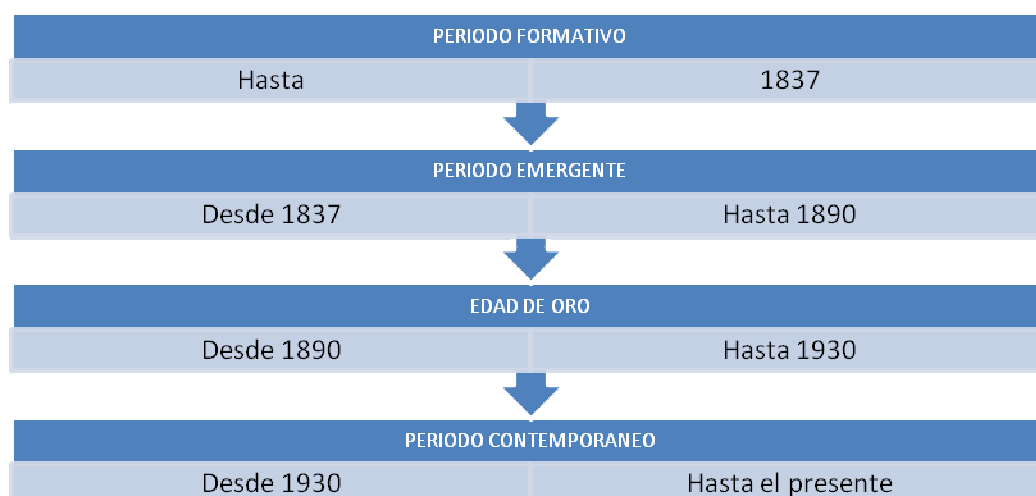 PERIODO FORMATIVO
Hasta 1837
PERIODO EMERGENTE
Desde 1837 Hasta 1890
EDAD DE ORO
Desde 1890 Hasta 1930
PERIODO CONTEMPORANEO
Desde 1930 Hasta el presente